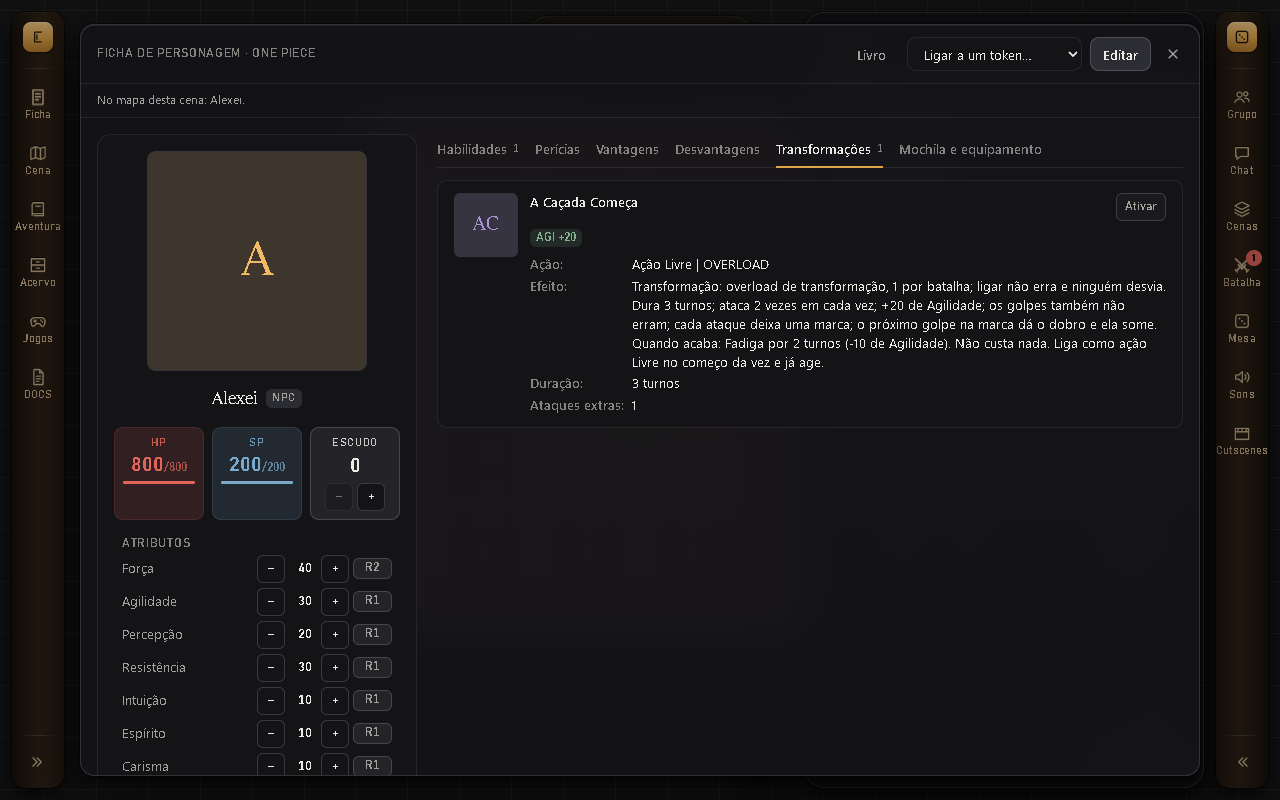 FICHA DE PERSONAGEM · ONE PIECE
Livro
Ligar a um token...
Editar
No mapa desta cena: Alexei.
Ficha
Cena
Aventura
Acervo
Jogos
DOCS
A
Alexei NPC
HP
800/800
SP
200/200
ESCUDO
0
− +
ATRIBUTOS
Força − 40 + R2
Agilidade − 30 + R1
Percepção − 20 + R1
Resistência − 30 + R1
Intuição − 10 + R1
Espírito − 10 + R1
Carisma − 10 + R1
Habilidades 1 Perícias Vantagens Desvantagens Transformações 1 Mochila e equipamento
AC
A Caçada Começa
Ativar
AGI +20
Ação: Ação Livre | OVERLOAD
Efeito: Transformação: overload de transformação, 1 por batalha; ligar não erra e ninguém desvia.
Dura 3 turnos; ataca 2 vezes em cada vez; +20 de Agilidade; os golpes também não
erram; cada ataque deixa uma marca; o próximo golpe na marca dá o dobro e ela some.
Quando acaba: Fadiga por 2 turnos (-10 de Agilidade). Não custa nada. Liga como ação
Livre no começo da vez e já age.
Duração: 3 turnos
Ataques extras: 1
Grupo
Chat
Cenas
1
Batalha
Mesa
Sons
Cutscenes